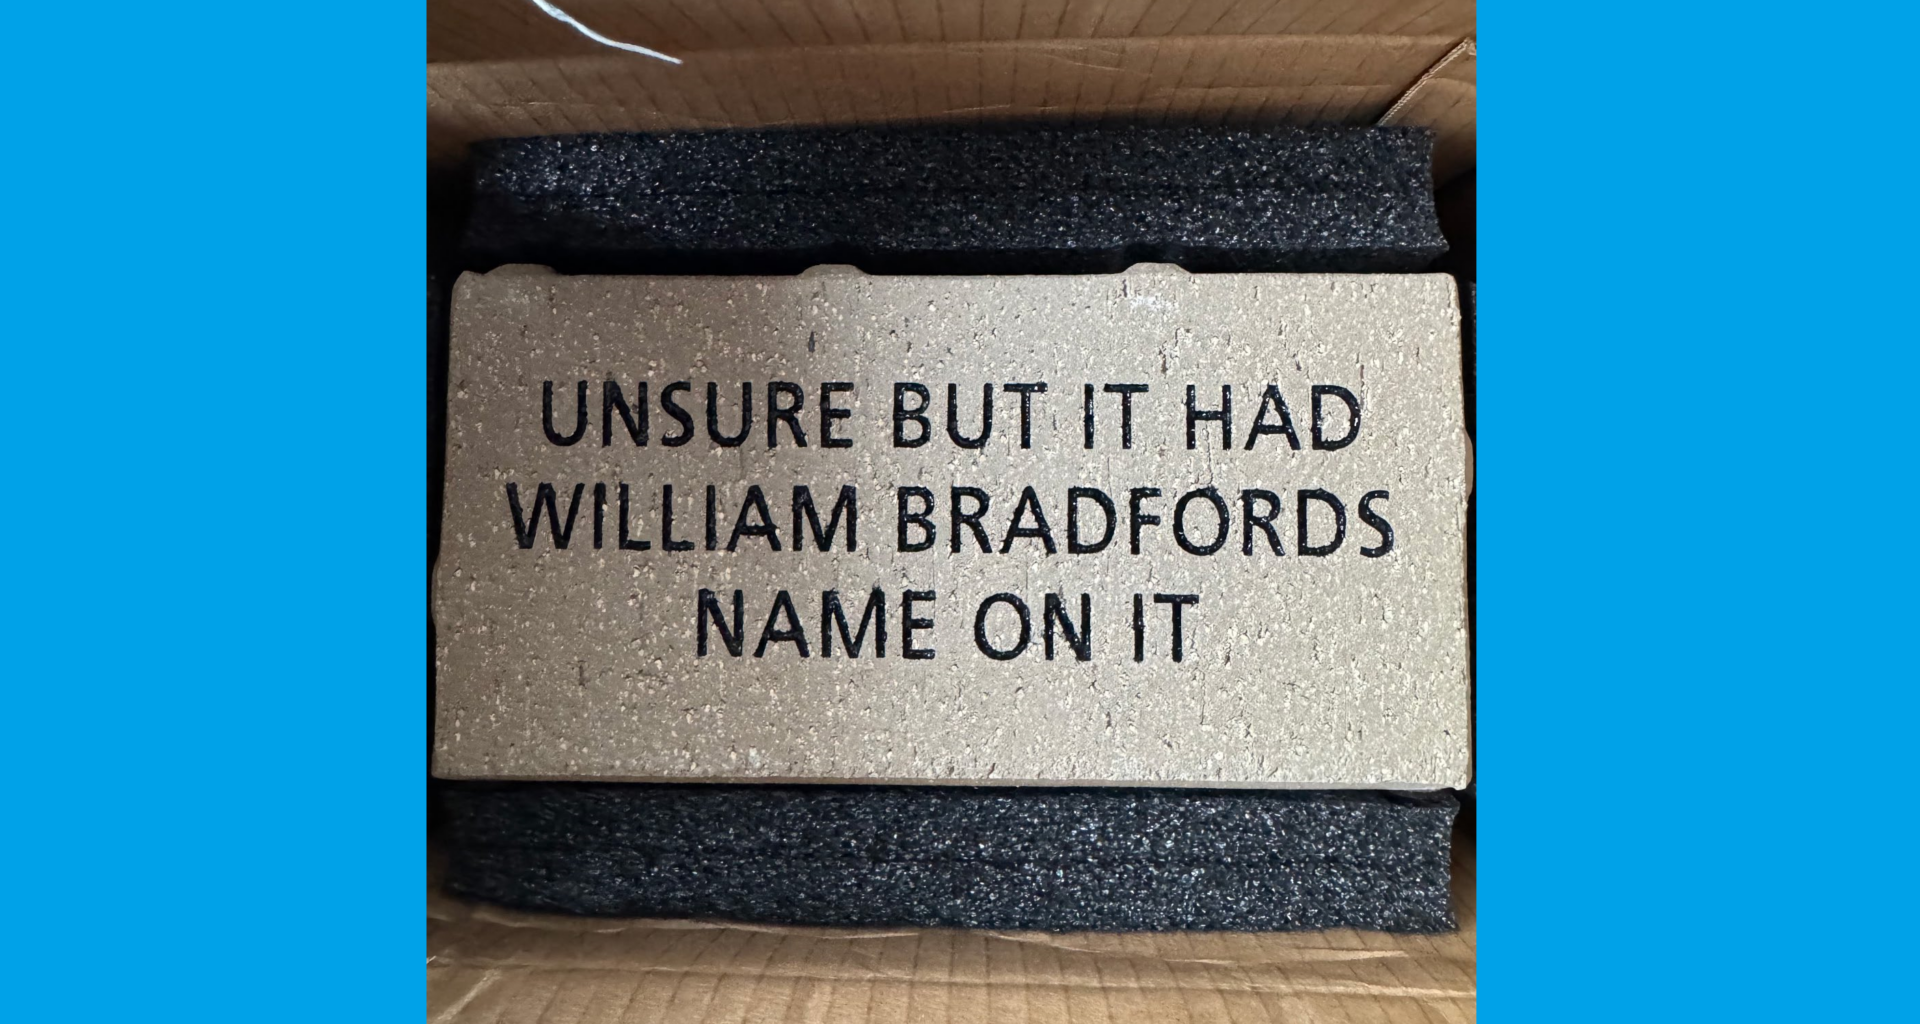 UNSURE BUT IT HAD
WILLIAM BRADFORDS
NAME ON IT